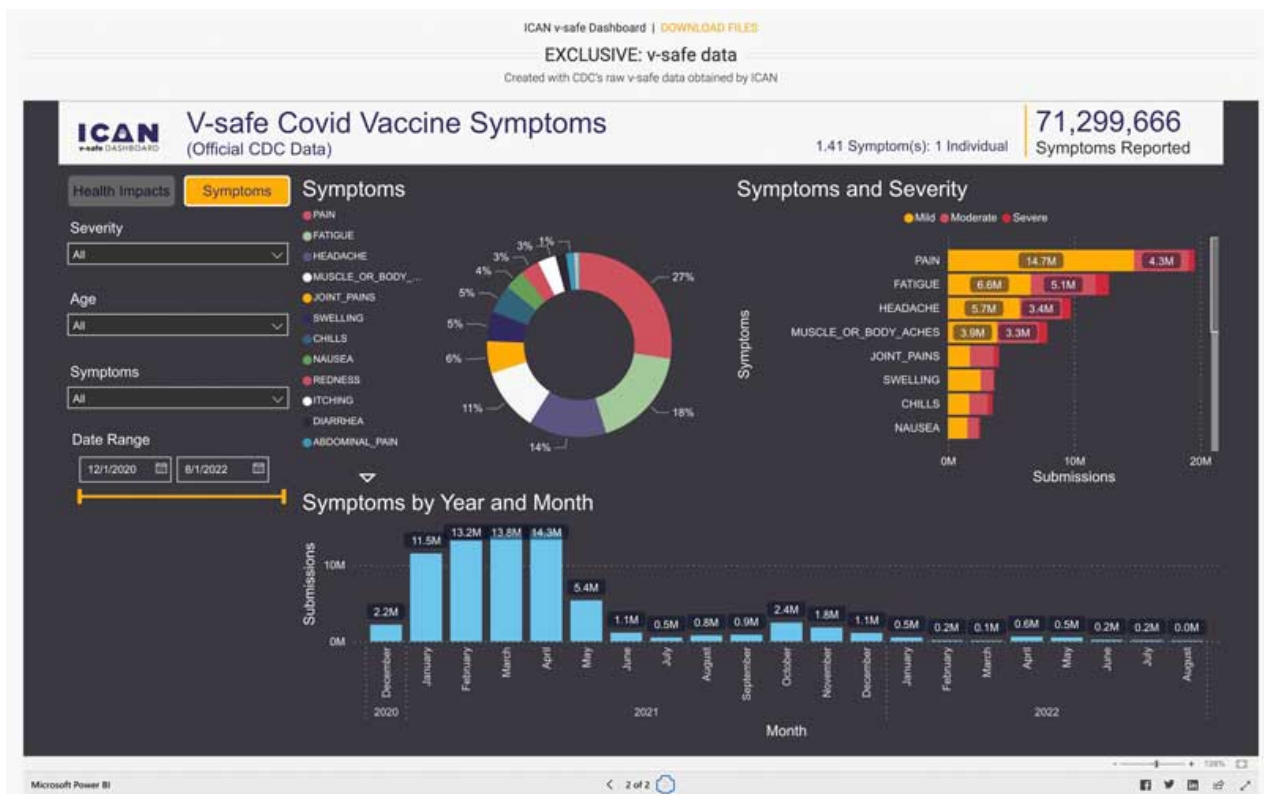 ICAN v-safe Dashboard | DOWNLOAD FILES
EXCLUSIVE: v-safe data
Created with CDC's raw v-safe data obtained by ICAN
ICAN
v-safe DASHBOARD
V-safe Covid Vaccine Symptoms
(Official CDC Data)
1.41 Symptom(s): 1 Individual
71,299,666
Symptoms Reported
Health Impacts
Symptoms
Severity
All
Age
All
Symptoms
All
Date Range
12/1/2020
8/1/2022
Symptoms
PAIN
FATIGUE
HEADACHE
MUSCLE_OR_BODY_...
JOINT_PAINS
SWELLING
CHILLS
NAUSEA
REDNESS
ITCHING
DIARRHEA
ABDOMINAL_PAIN
27%
18%
14%
11%
6%
5%
5%
4%
3%
3%
1%
Symptoms and Severity
Mild Moderate Severe
Symptoms
PAIN 14.7M 4.3M
FATIGUE 6.6M 5.1M
HEADACHE 5.7M 3.4M
MUSCLE_OR_BODY_ACHES 3.9M 3.3M
JOINT_PAINS
SWELLING
CHILLS
NAUSEA
0M 10M 20M
Submissions
Symptoms by Year and Month
Submissions
10M
0M
2.2M 11.5M 13.2M 13.8M 14.3M 5.4M 1.1M 0.5M 0.8M 0.9M 2.4M 1.8M 1.1M 0.5M 0.2M 0.1M 0.6M 0.5M 0.2M 0.2M 0.0M
December January February March April May June July August September October November December January February March April May June July August
2020 2021 2022
Month
Microsoft Power BI
2 of 2